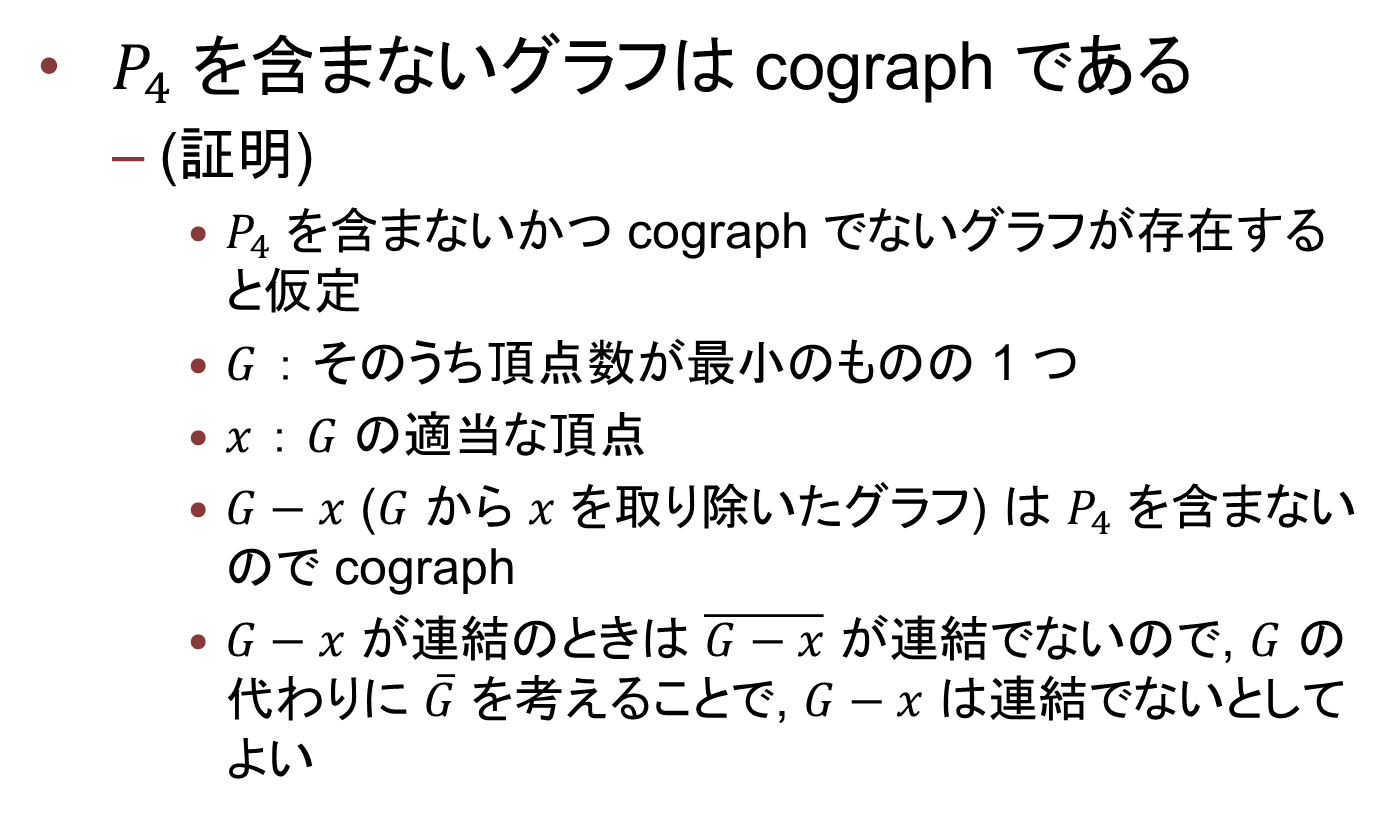 • P₄ を含まないグラフは cograph である
– (証明)
• P₄ を含まないかつ cograph でないグラフが存在する
と仮定
• G : そのうち頂点数が最小のものの 1 つ
• x : G の適当な頂点
• G − x (G から x を取り除いたグラフ) は P₄ を含まない
ので cograph
• G − x が連結のときは \overline{G − x} が連結でないので, G の
代わりに \bar{G} を考えることで, G − x は連結でないとして
よい